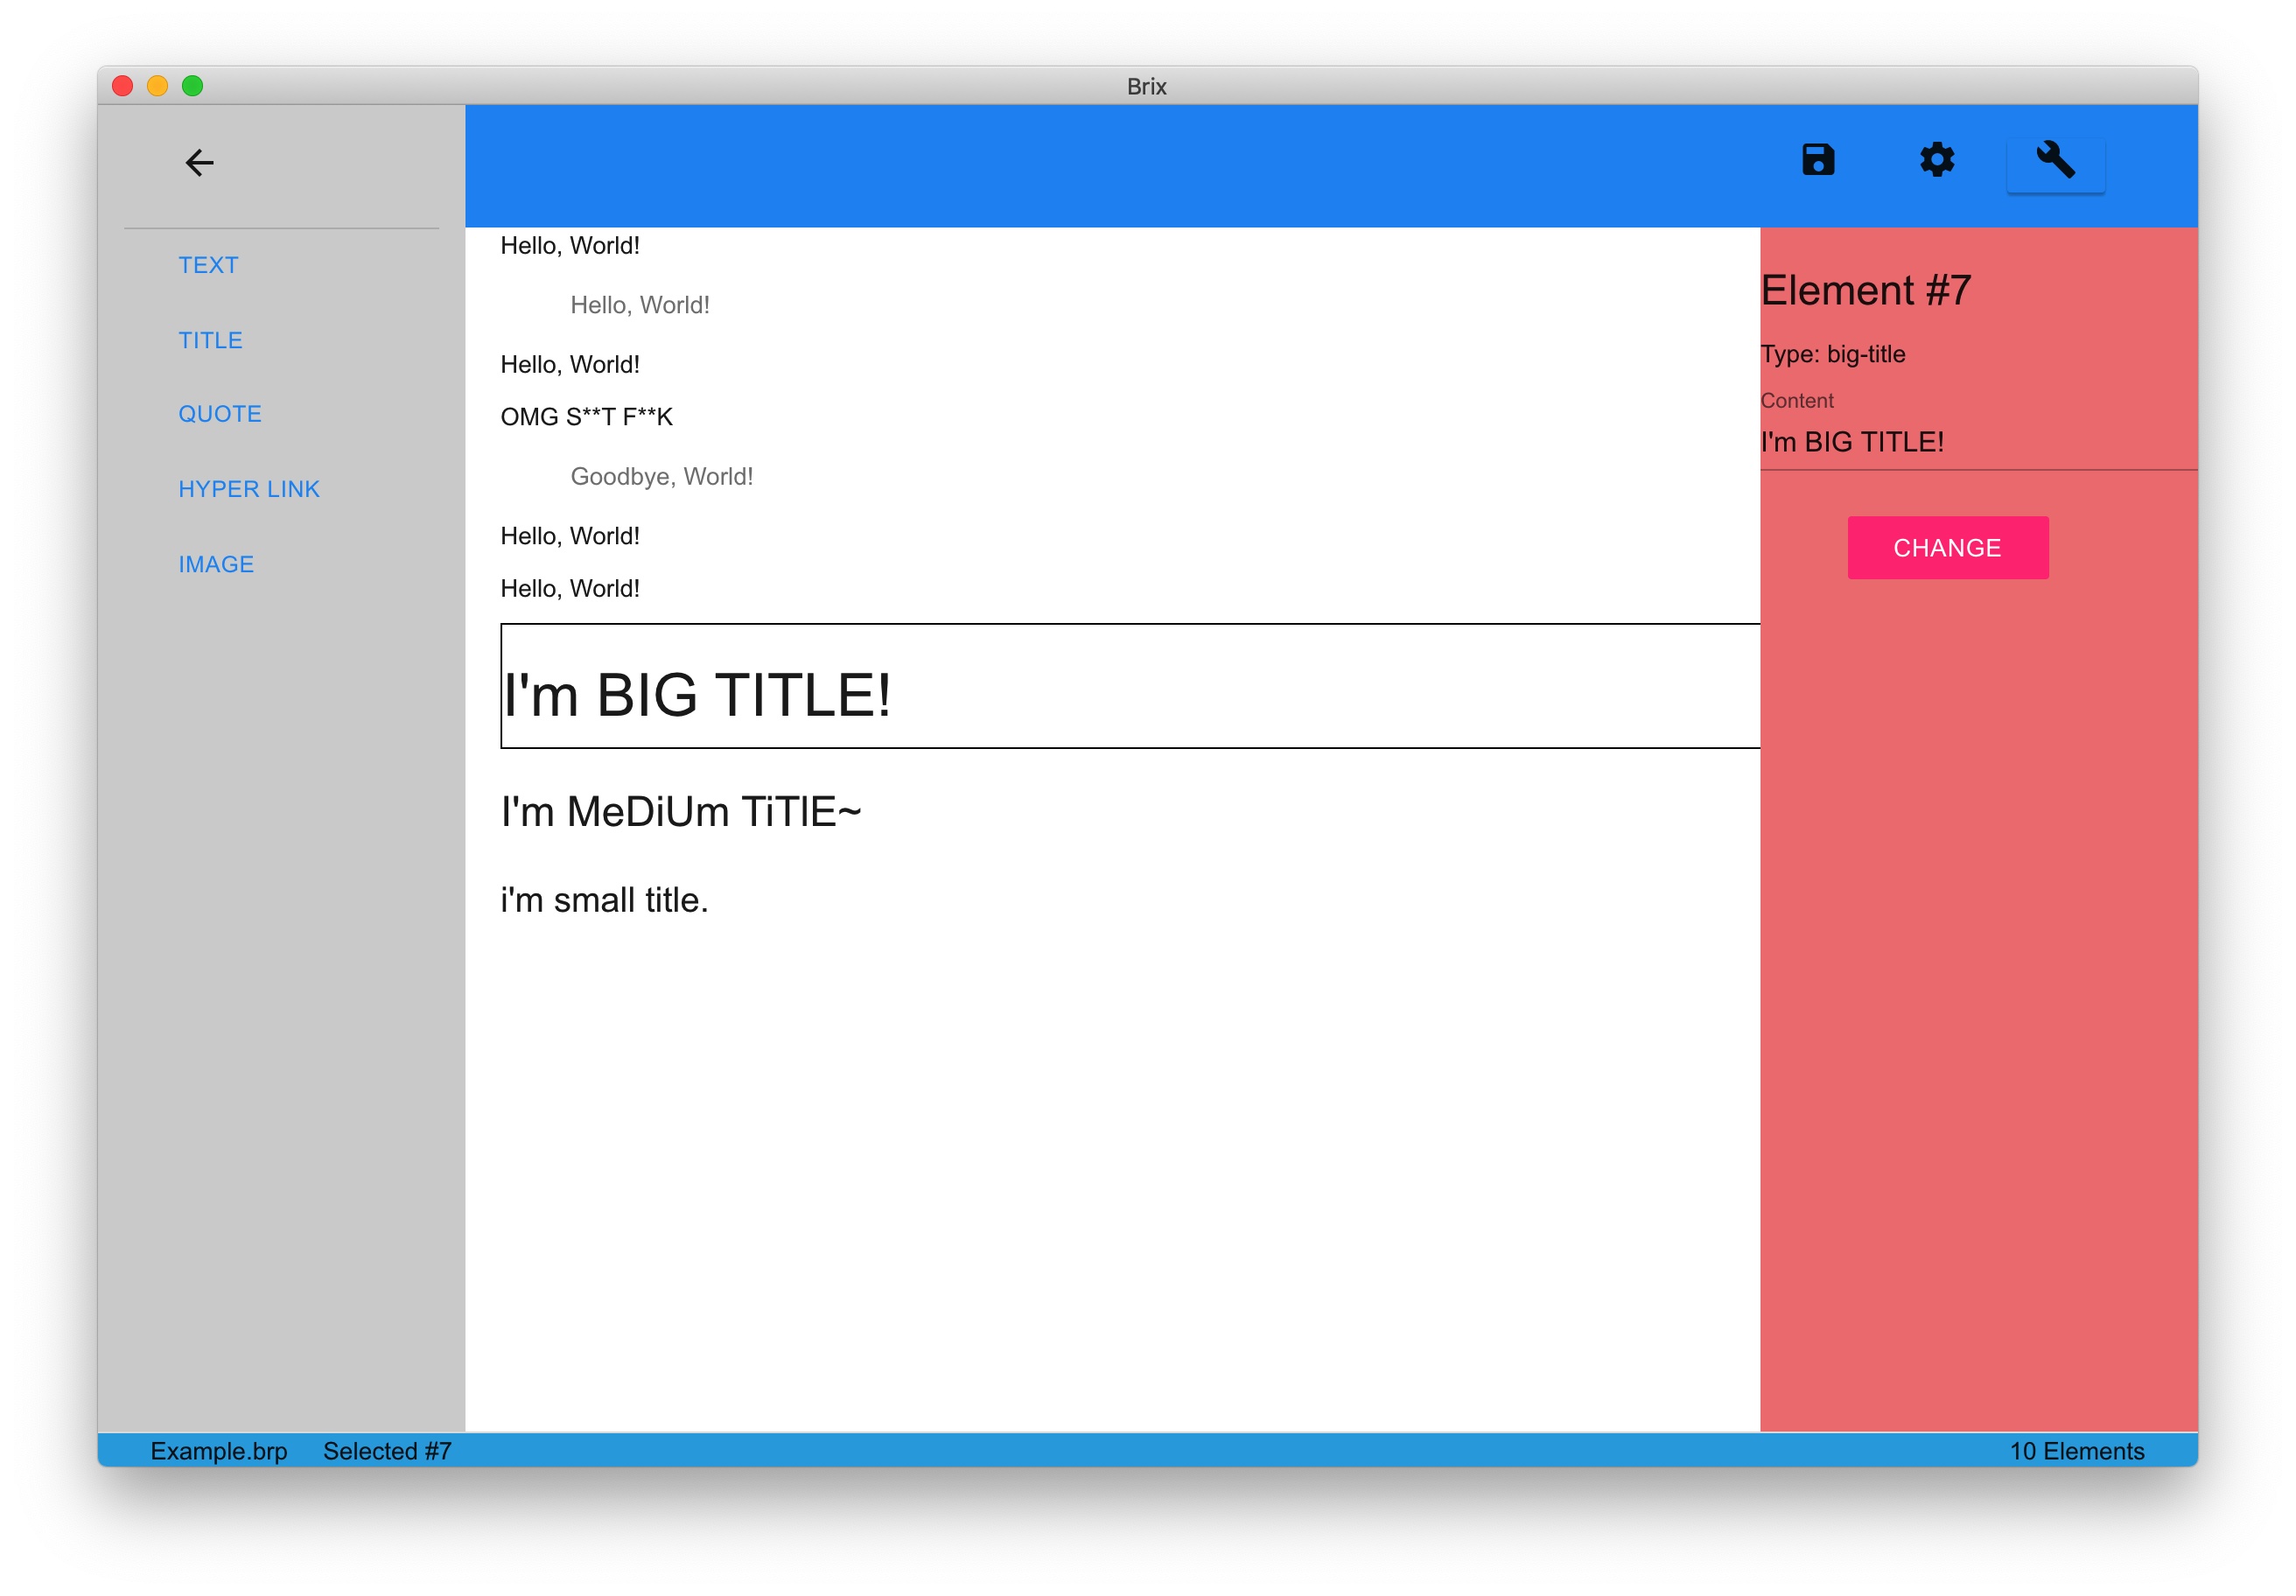 Brix
TEXT
TITLE
QUOTE
HYPER LINK
IMAGE
Hello, World!
Hello, World!
Hello, World!
OMG S**T F**K
Goodbye, World!
Hello, World!
Hello, World!
I'm BIG TITLE!
I'm MeDiUm TiTlE~
i'm small title.
Element #7
Type: big-title
Content
I'm BIG TITLE!
CHANGE
Example.brp Selected #7 10 Elements